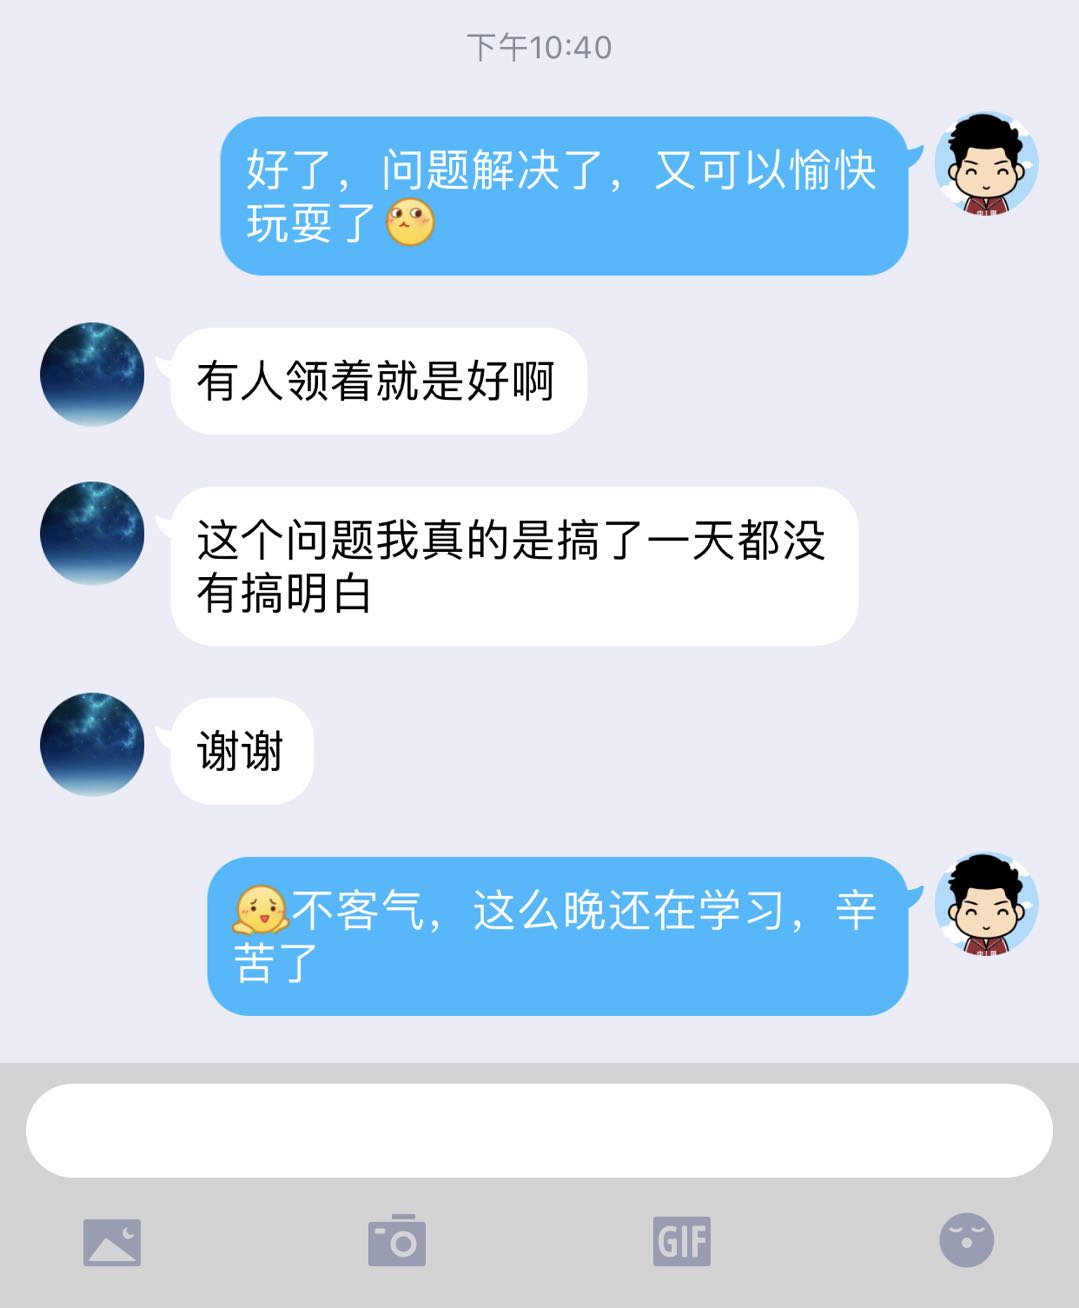 下午10:40
好了，问题解决了，又可以愉快
玩耍了
有人领着就是好啊
这个问题我真的是搞了一天都没
有搞明白
谢谢
不客气，这么晚还在学习，辛
苦了
GIF